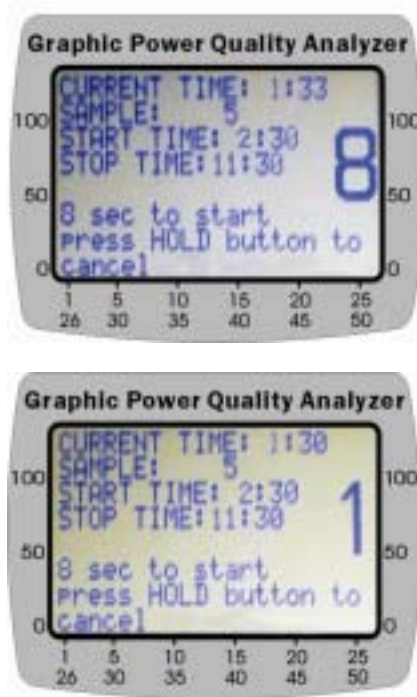 Graphic Power Quality Analyzer
CURRENT TIME: 1:33
SAMPLE: 5
START TIME: 2:30
STOP TIME:11:30
8
8 sec to start
Press HOLD button to
cancel
100 100
50 50
0 0
1 5 10 15 20 25
26 30 35 40 45 50
Graphic Power Quality Analyzer
CURRENT TIME: 1:30
SAMPLE: 5
START TIME: 2:30
STOP TIME:11:30
1
8 sec to start
Press HOLD button to
cancel
100 100
50 50
0 0
1 5 10 15 20 25
26 30 35 40 45 50